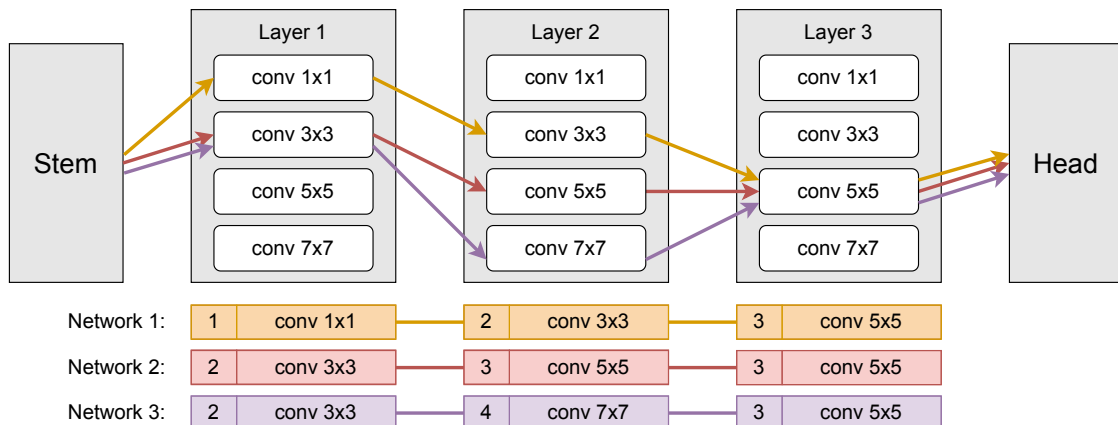 Layer 1 Layer 2 Layer 3
conv 1x1 conv 1x1 conv 1x1
conv 3x3 conv 3x3 conv 3x3
Stem Head
conv 5x5 conv 5x5 conv 5x5
conv 7x7 conv 7x7 conv 7x7
Network 1: 1 conv 1x1 2 conv 3x3 3 conv 5x5
Network 2: 2 conv 3x3 3 conv 5x5 3 conv 5x5
Network 3: 2 conv 3x3 4 conv 7x7 3 conv 5x5